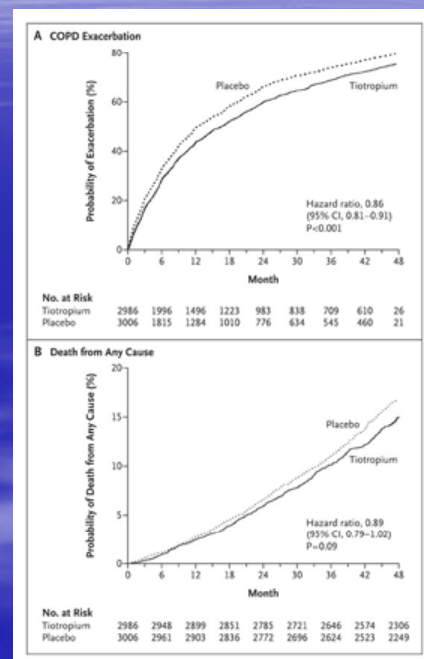 A COPD Exacerbation
80
60
40
20
0
Probability of Exacerbation (%)
Placebo
Tiotropium
Hazard ratio, 0.86
(95% CI, 0.81–0.91)
P<0.001
0 6 12 18 24 30 36 42 48
Month
No. at Risk
Tiotropium 2986 1996 1496 1223 983 838 709 610 26
Placebo 3006 1815 1284 1010 776 634 545 460 21
B Death from Any Cause
20
15
10
5
0
Probability of Death from Any Cause (%)
Placebo
Tiotropium
Hazard ratio, 0.89
(95% CI, 0.79–1.02)
P=0.09
0 6 12 18 24 30 36 42 48
Month
No. at Risk
Tiotropium 2986 2948 2899 2851 2785 2721 2646 2574 2306
Placebo 3006 2961 2903 2836 2772 2696 2624 2523 2249